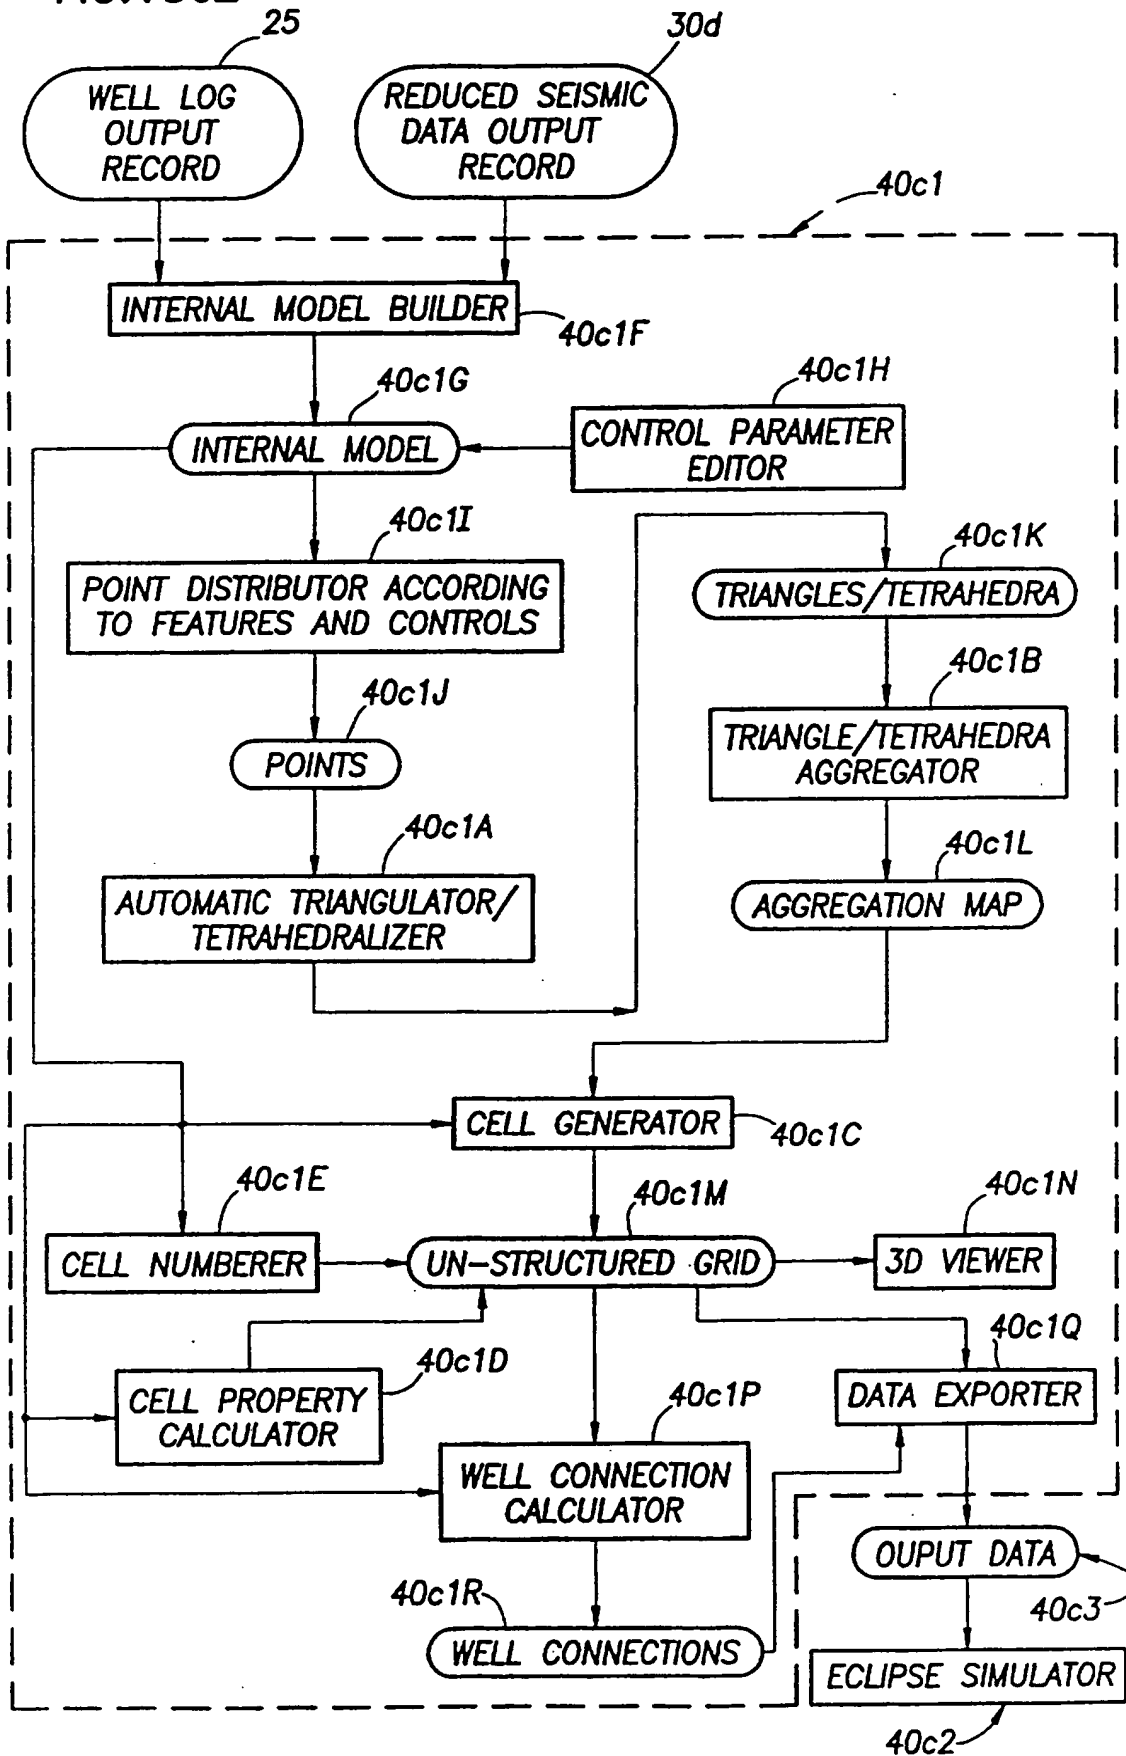 25
30d
WELL LOG
OUTPUT
RECORD
REDUCED SEISMIC
DATA OUTPUT
RECORD
40c1
INTERNAL MODEL BUILDER
40c1F
40c1G
40c1H
INTERNAL MODEL
CONTROL PARAMETER
EDITOR
40c1I
40c1K
POINT DISTRIBUTOR ACCORDING
TO FEATURES AND CONTROLS
TRIANGLES/TETRAHEDRA
40c1J
40c1B
POINTS
TRIANGLE/TETRAHEDRA
AGGREGATOR
40c1A
40c1L
AUTOMATIC TRIANGULATOR/
TETRAHEDRALIZER
AGGREGATION MAP
CELL GENERATOR
40c1C
40c1E
40c1M
40c1N
CELL NUMBERER
UN-STRUCTURED GRID
3D VIEWER
40c1D
40c1Q
CELL PROPERTY
CALCULATOR
40c1P
DATA EXPORTER
WELL CONNECTION
CALCULATOR
OUPUT DATA
40c1R
40c3
WELL CONNECTIONS
ECLIPSE SIMULATOR
40c2